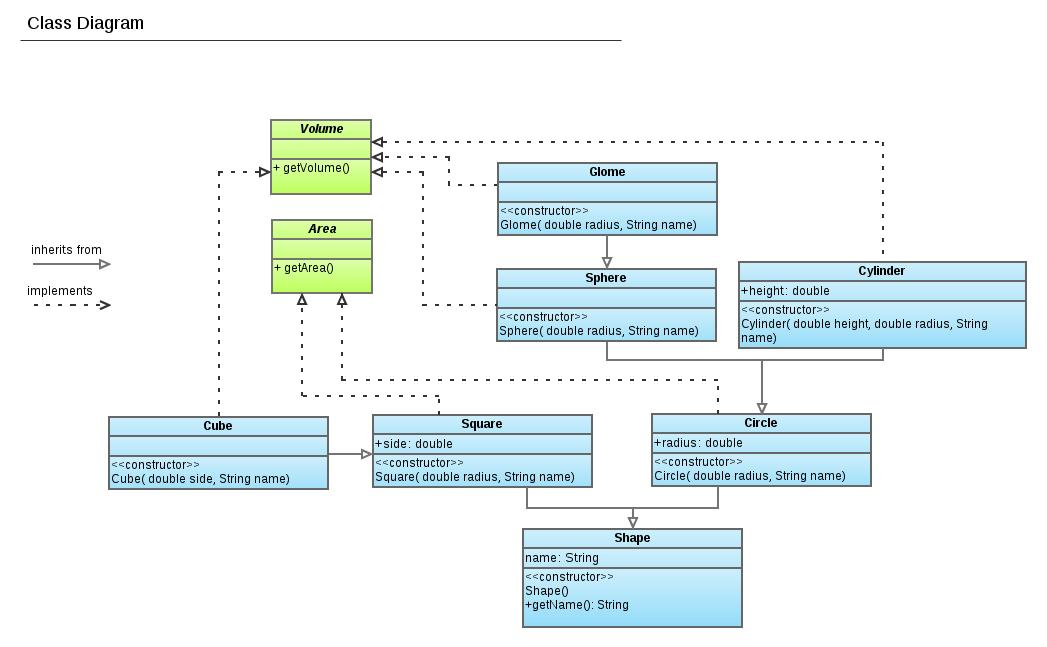 Class Diagram
Volume
+ getVolume()
Glome
<<constructor>>
Glome( double radius, String name)
Area
+ getArea()
inherits from
implements
Sphere
<<constructor>>
Sphere( double radius, String name)
Cylinder
+height: double
<<constructor>>
Cylinder( double height, double radius, String
name)
Cube
<<constructor>>
Cube( double side, String name)
Square
+side: double
<<constructor>>
Square( double radius, String name)
Circle
+radius: double
<<constructor>>
Circle( double radius, String name)
Shape
name: String
<<constructor>>
Shape()
+getName(): String